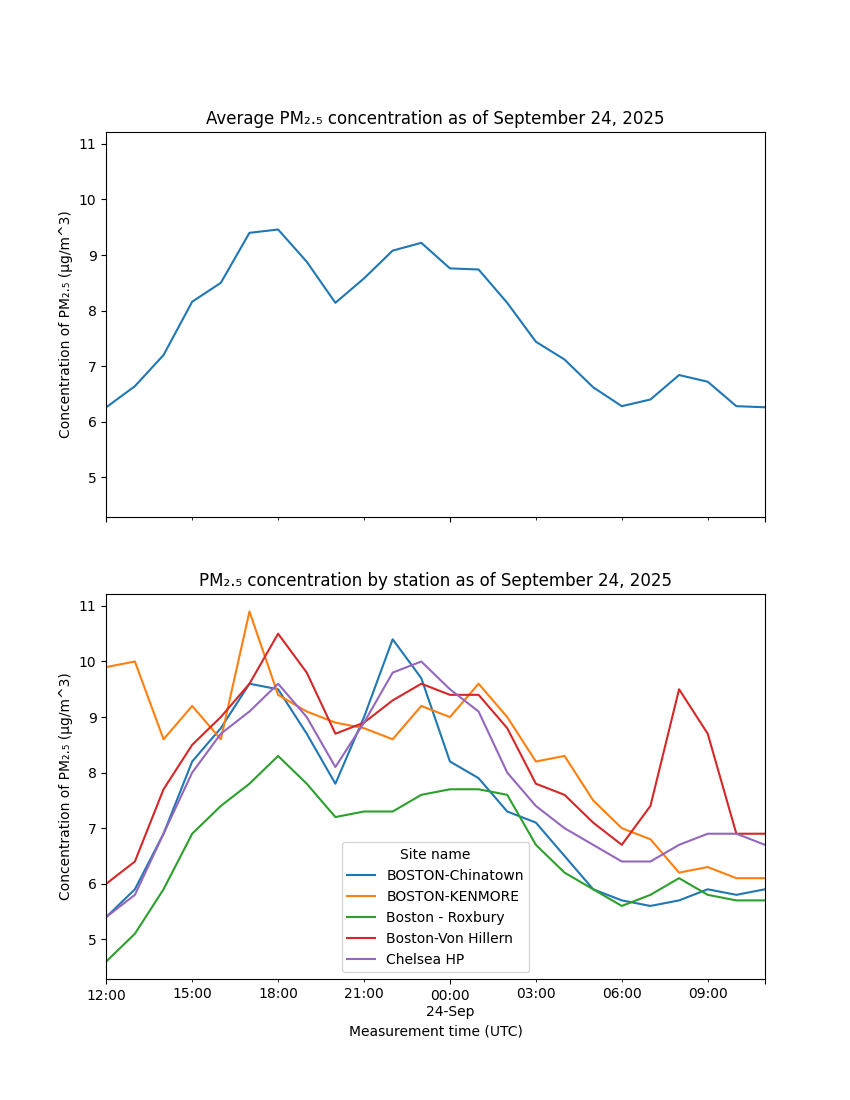 Average PM₂.₅ concentration as of September 24, 2025
11
10
9
8
7
6
5
Concentration of PM₂.₅ (µg/m^3)
PM₂.₅ concentration by station as of September 24, 2025
11
10
9
8
7
6
5
Concentration of PM₂.₅ (µg/m^3)
Site name
BOSTON-Chinatown
BOSTON-KENMORE
Boston - Roxbury
Boston-Von Hillern
Chelsea HP
12:00 15:00 18:00 21:00 00:00 03:00 06:00 09:00
24-Sep
Measurement time (UTC)